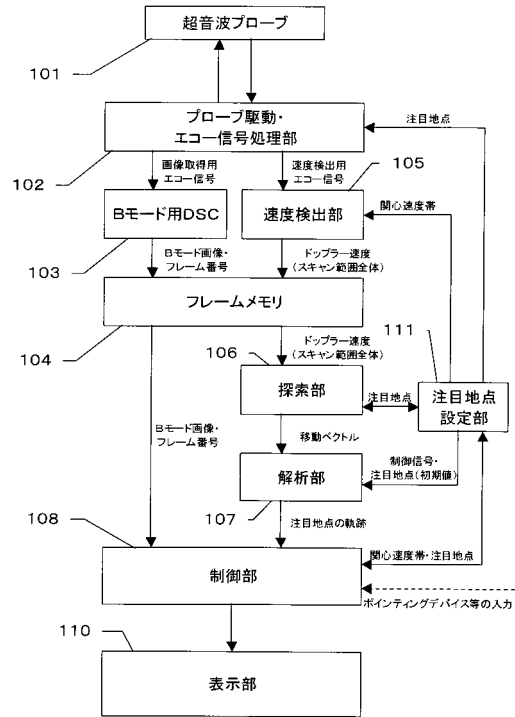 超音波プローブ
101
プローブ駆動・
エコー信号処理部
102
注目地点
画像取得用
エコー信号
速度検出用
エコー信号
105
Bモード用DSC
103
速度検出部
関心速度帯
Bモード画像・
フレーム番号
ドップラー速度
(スキャン範囲全体)
フレームメモリ
104
ドップラー速度
(スキャン範囲全体)
106
111
探索部
注目地点
注目地点
設定部
Bモード画像・
フレーム番号
移動ベクトル
制御信号・
注目地点(初期値)
解析部
107
108
注目地点の軌跡
関心速度帯・注目地点
制御部
ポインティングデバイス等の入力
110
表示部